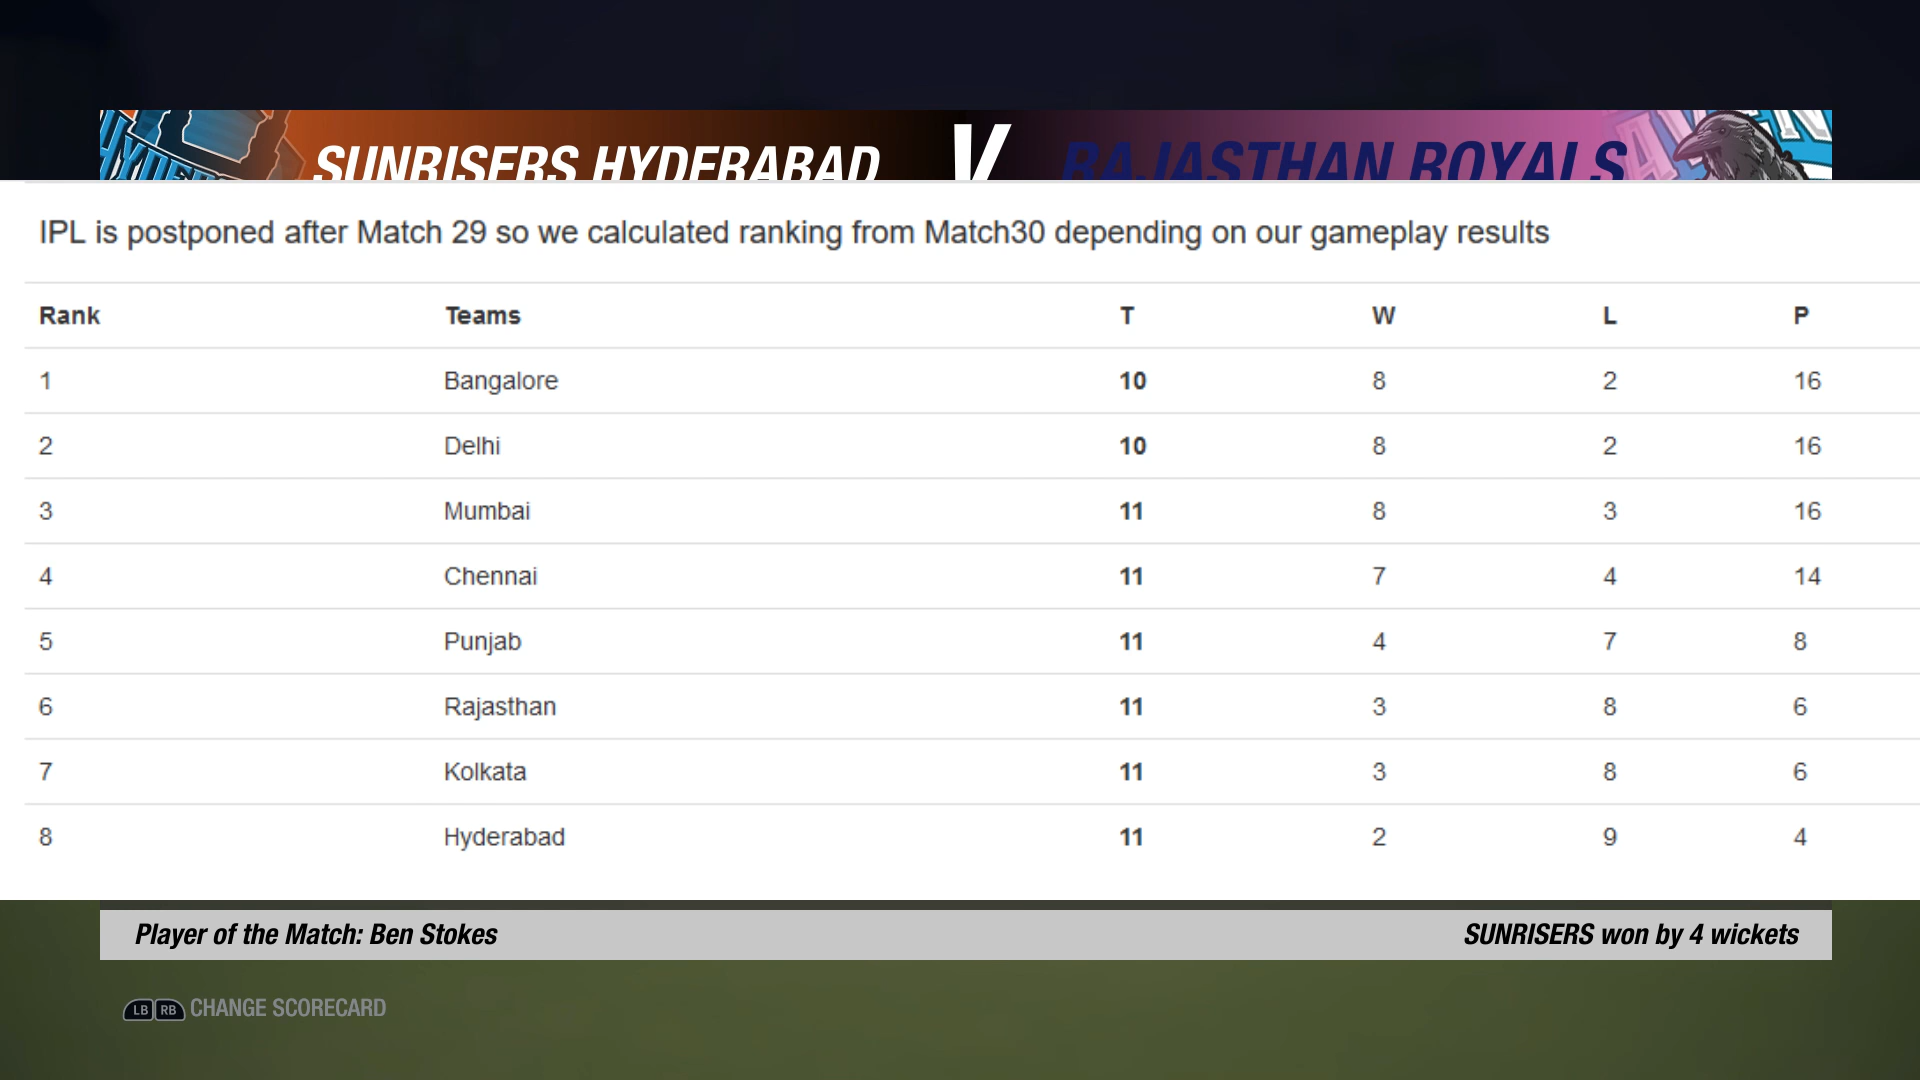 SUNRISERS HYDERABAD V RAJASTHAN ROYALS
IPL is postponed after Match 29 so we calculated ranking from Match30 depending on our gameplay results
Rank Teams T W L P
1 Bangalore 10 8 2 16
2 Delhi 10 8 2 16
3 Mumbai 11 8 3 16
4 Chennai 11 7 4 14
5 Punjab 11 4 7 8
6 Rajasthan 11 3 8 6
7 Kolkata 11 3 8 6
8 Hyderabad 11 2 9 4
Player of the Match: Ben Stokes SUNRISERS won by 4 wickets
LB RB CHANGE SCORECARD